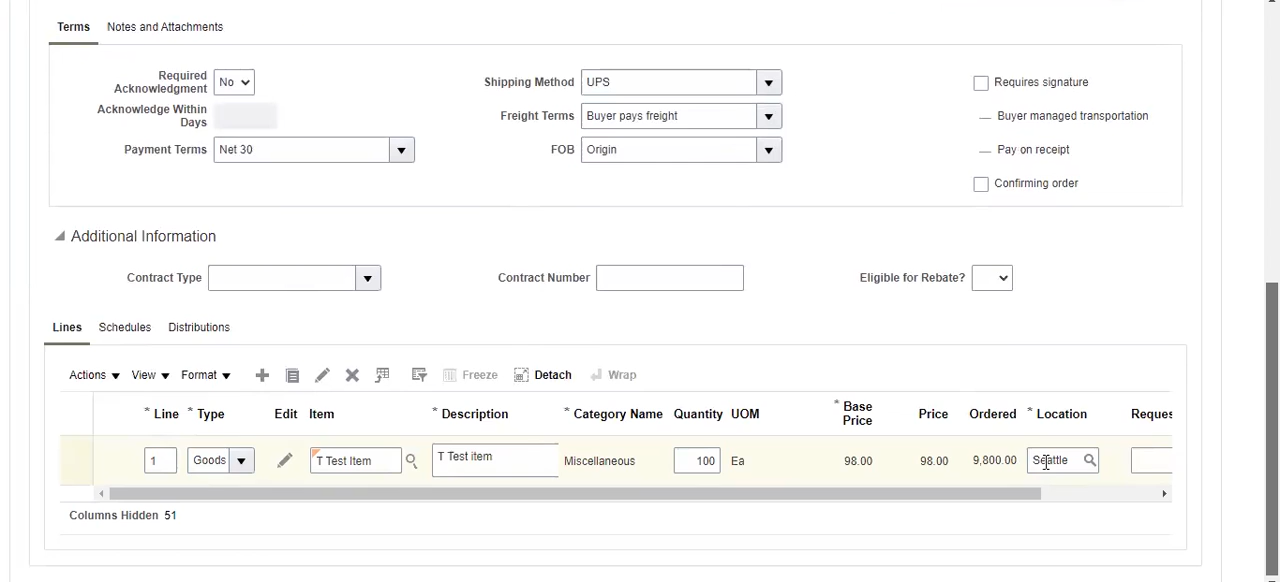 Terms Notes and Attachments
Required Acknowledgment No Shipping Method UPS Requires signature
Acknowledge Within Days Freight Terms Buyer pays freight Buyer managed transportation
Payment Terms Net 30 FOB Origin Pay on receipt
Confirming order
Additional Information
Contract Type Contract Number Eligible for Rebate?
Lines Schedules Distributions
Actions View Format Freeze Detach Wrap
* Line * Type Edit Item * Description * Category Name Quantity UOM * Base Price Price Ordered * Location Reques
1 Goods T Test Item T Test item Miscellaneous 100 Ea 98.00 98.00 9,800.00 Seattle
Columns Hidden 51